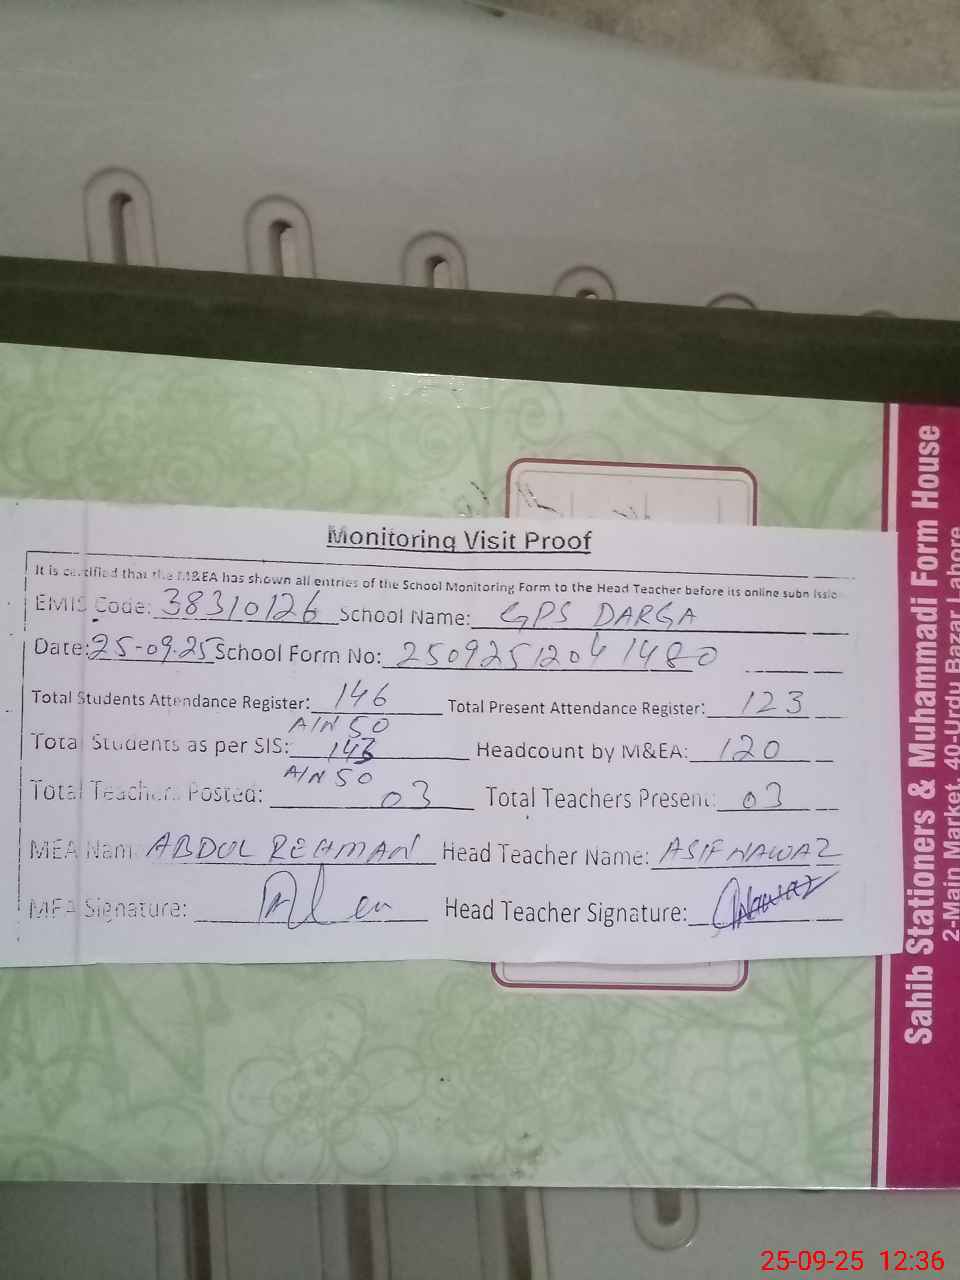 Monitoring Visit Proof
It is certified that the M&EA has shown all entries of the School Monitoring Form to the Head Teacher before its online submissio
EMIS Code: 38310126 School Name: GPS DARGA
Date: 25-09-25 School Form No: 25092512041480
Total Students Attendance Register: 146 Total Present Attendance Register: 123
A/N 50
Total Students as per SIS: 143 Headcount by M&EA: 120
A/N 50
Total Teachers Posted: 03 Total Teachers Present: 03
MEA Name ABDUL REHMAN Head Teacher Name: ASIF NAWAZ
MEA Signature: Head Teacher Signature: Nawaz
Sahib Stationers & Muhammadi Form House
2-Main Market, 40-Urdu Bazar Lahore
25-09-25 12:36